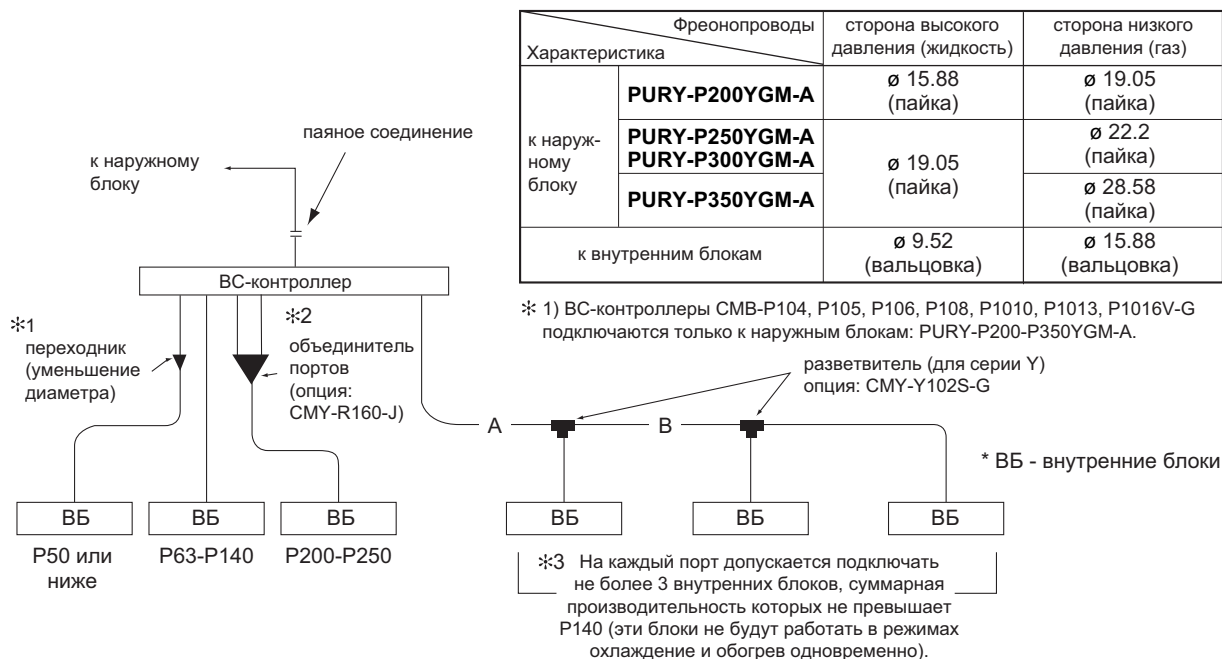 Фреонопроводы
Характеристика
сторона высокого
давления (жидкость)
сторона низкого
давления (газ)
к наруж-
ному
блоку
PURY-P200YGM-A
ø 15.88
(пайка)
ø 19.05
(пайка)
PURY-P250YGM-A
PURY-P300YGM-A
ø 19.05
(пайка)
ø 22.2
(пайка)
PURY-P350YGM-A
ø 28.58
(пайка)
к внутренним блокам
ø 9.52
(вальцовка)
ø 15.88
(вальцовка)
✻ 1) ВС-контроллеры CMB-P104, P105, P106, P108, P1010, P1013, P1016V-G
подключаются только к наружным блокам: PURY-P200-P350YGM-A.
паяное соединение
к наружному
блоку
ВС-контроллер
✻1
переходник
(уменьшение
диаметра)
✻2
объединитель
портов
(опция:
CMY-R160-J)
разветвитель (для серии Y)
опция: CMY-Y102S-G
A
B
* ВБ - внутренние блоки
ВБ
ВБ
ВБ
ВБ
ВБ
ВБ
P50 или
ниже
P63-P140
P200-P250
✻3 На каждый порт допускается подключать
не более 3 внутренних блоков, суммарная
производительность которых не превышает
P140 (эти блоки не будут работать в режимах
охлаждение и обогрев одновременно).